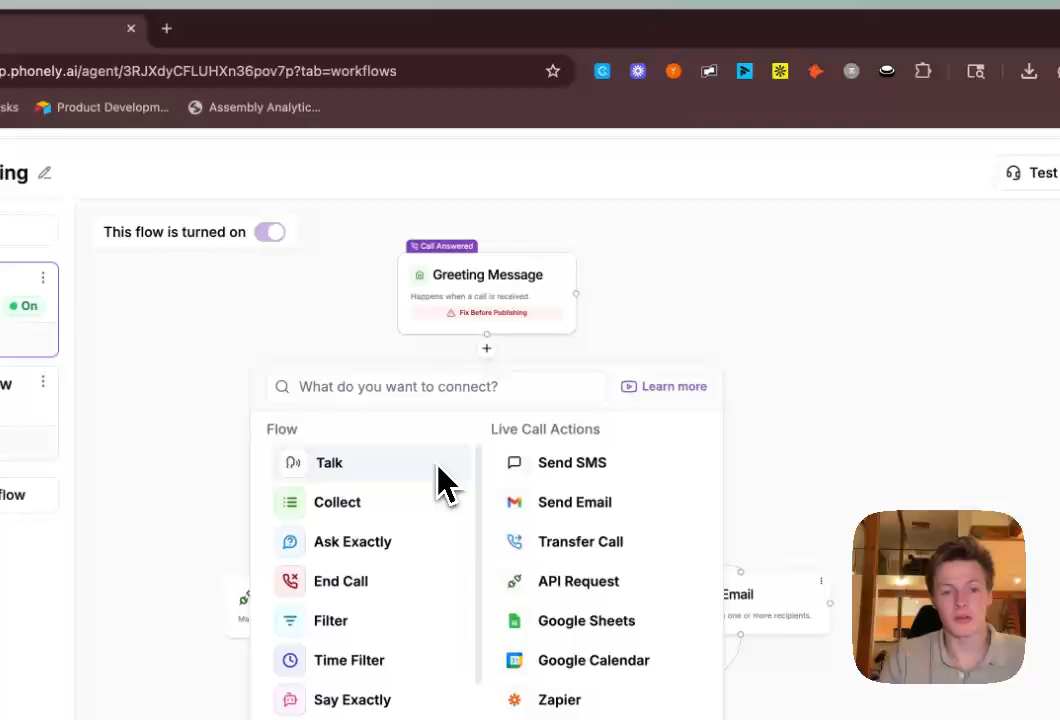 p.phonely.ai/agent/3RJXdyCFLUHXn36pov7p?tab=workflows
sks
Product Developm...
Assembly Analytic...
ing
Test
This flow is turned on
On
w
flow
Call Answered
Greeting Message
Happens when a call is received.
Fix Before Publishing
What do you want to connect?
Learn more
Flow
Talk
Collect
Ask Exactly
End Call
Filter
Time Filter
Say Exactly
Live Call Actions
Send SMS
Send Email
Transfer Call
API Request
Google Sheets
Google Calendar
Zapier
Ma
Email
one or more recipients.